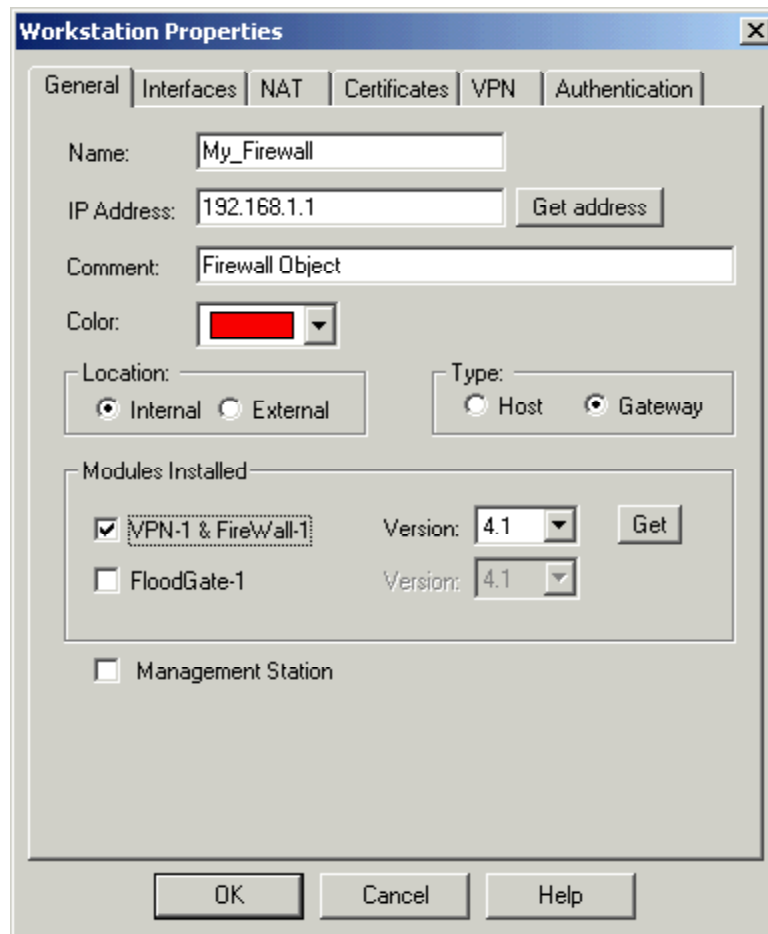 Workstation Properties
General Interfaces NAT Certificates VPN Authentication
Name: My_Firewall
IP Address: 192.168.1.1 Get address
Comment: Firewall Object
Color:
Location: Type:
Internal External Host Gateway
Modules Installed
VPN-1 & FireWall-1 Version: 4.1 Get
FloodGate-1 Version: 4.1
Management Station
OK Cancel Help